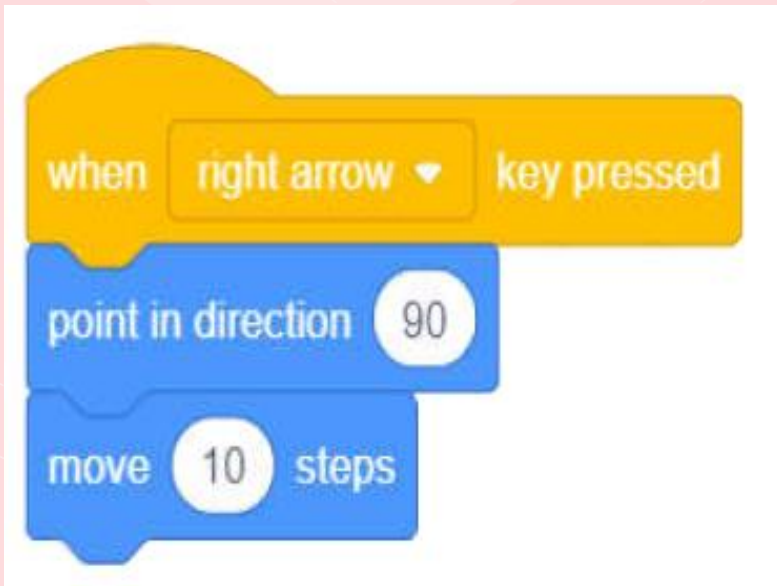 when right arrow key pressed
point in direction 90
move 10 steps